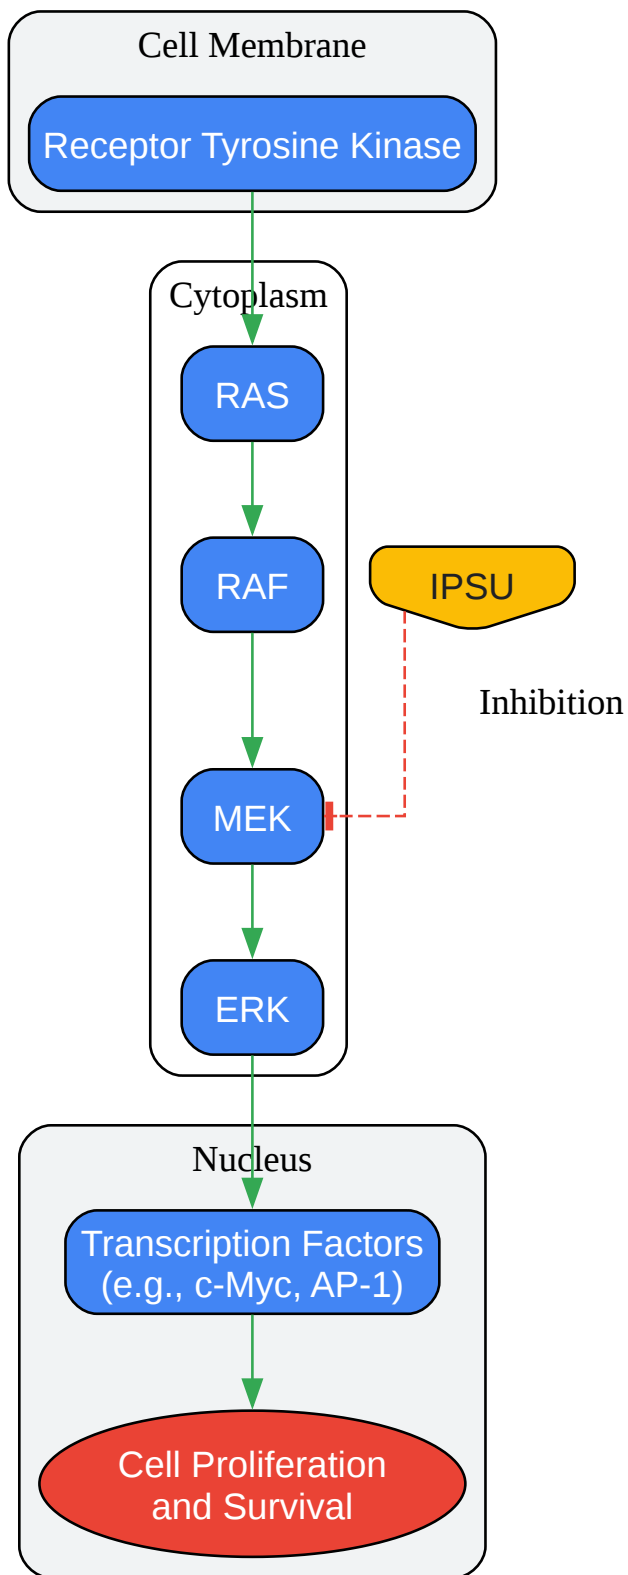 Cell Membrane
Receptor Tyrosine Kinase
Cytoplasm
RAS
RAF
IPSU
Inhibition
MEK
ERK
Nucleus
Transcription Factors
(e.g., c-Myc, AP-1)
Cell Proliferation
and Survival